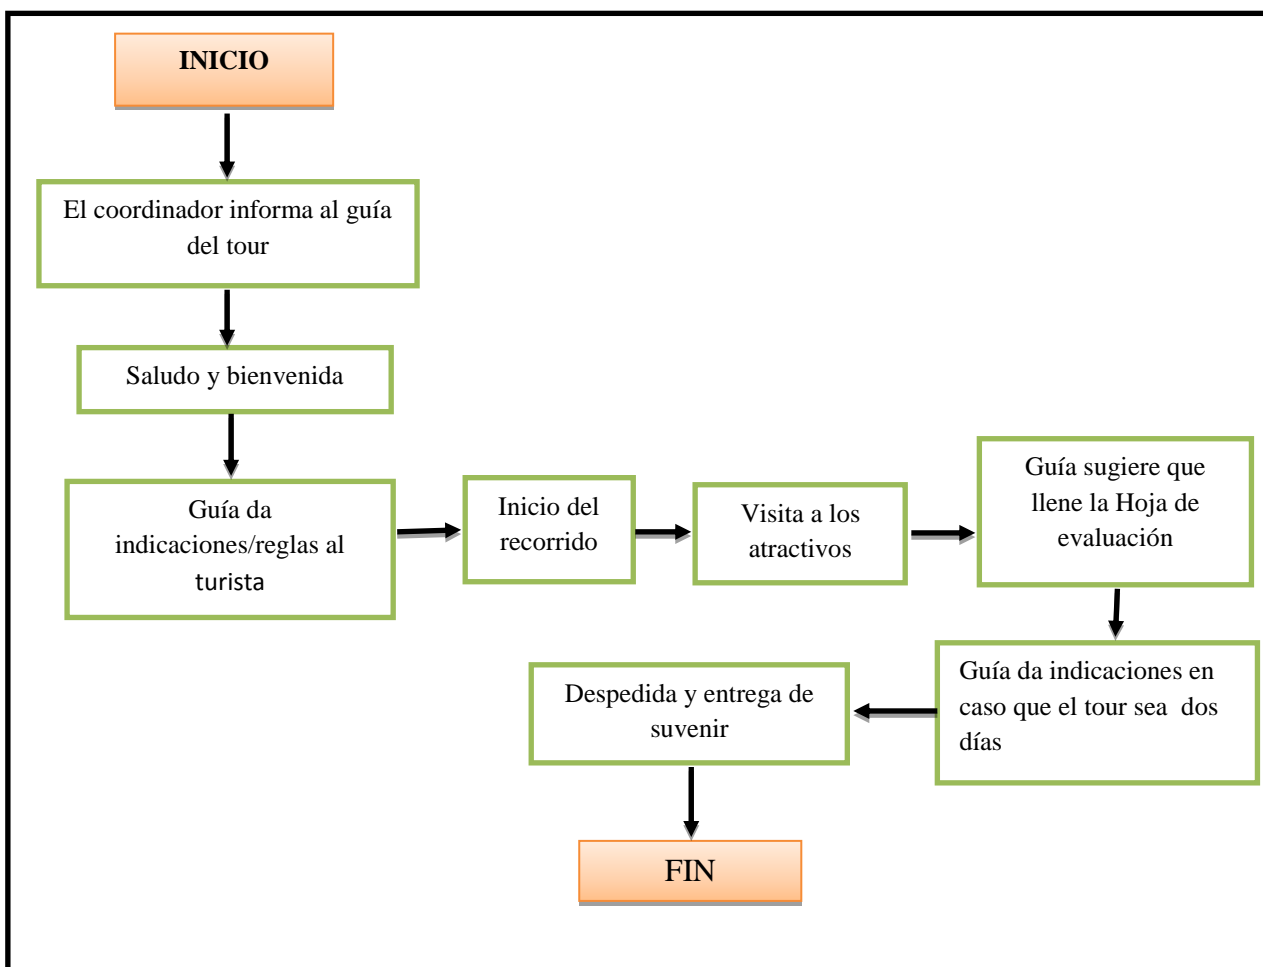 INICIO
El coordinador informa al guía
del tour
Saludo y bienvenida
Guía da
indicaciones/reglas al
turista
Inicio del
recorrido
Visita a los
atractivos
Guía sugiere que
llene la Hoja de
evaluación
Guía da indicaciones en
caso que el tour sea dos
días
Despedida y entrega de
suvenir
FIN